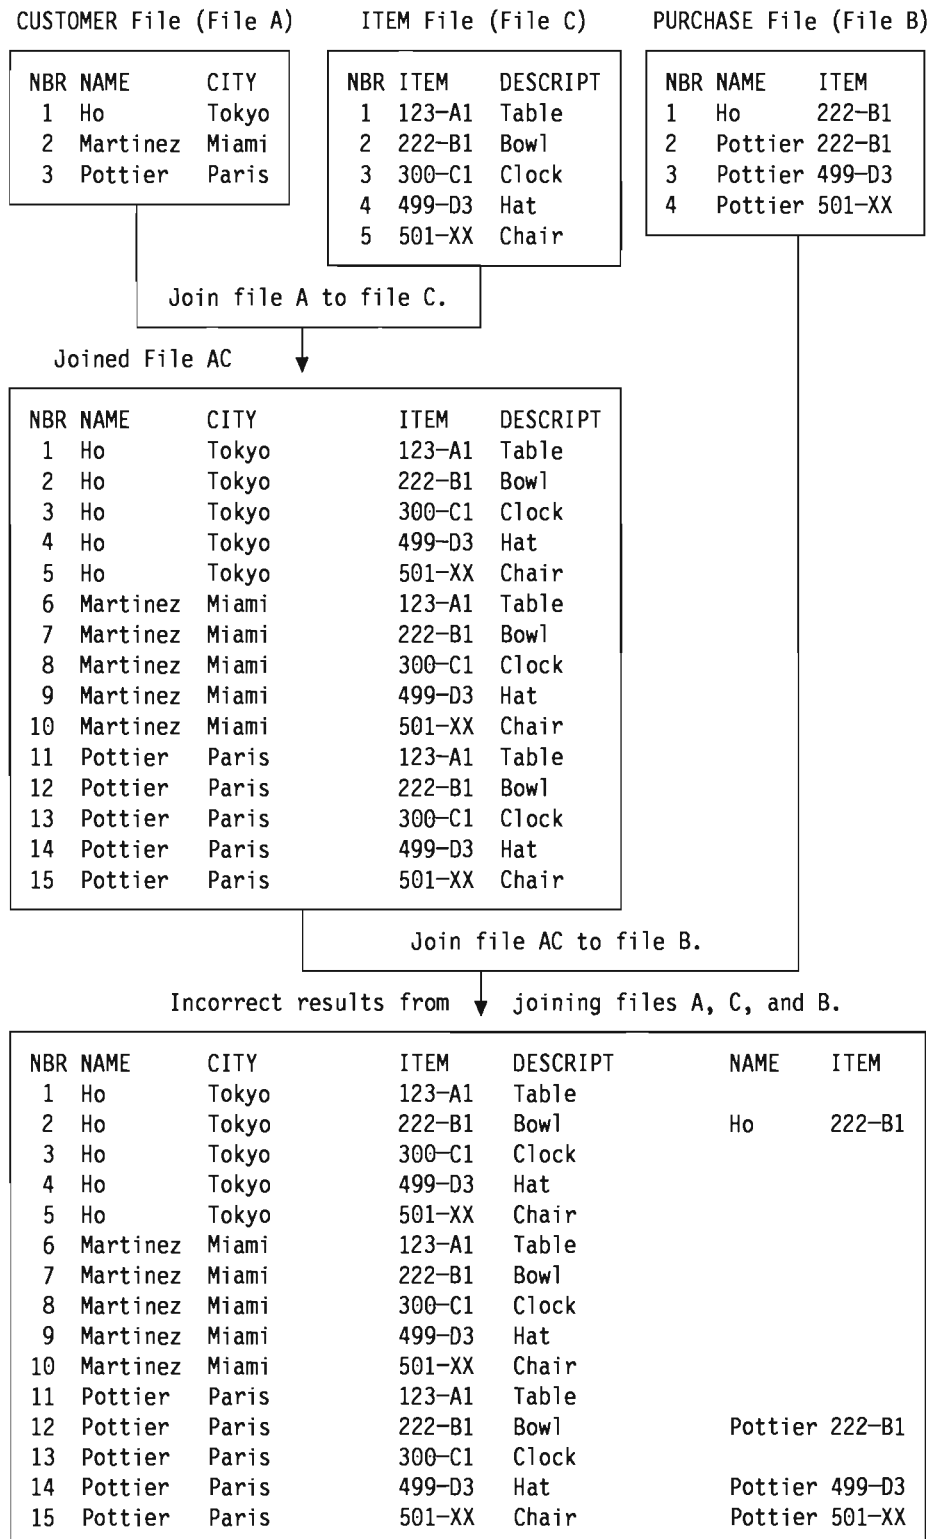 CUSTOMER File (File A) ITEM File (File C) PURCHASE File (File B)
NBR NAME CITY NBR ITEM DESCRIPT NBR NAME ITEM
1 Ho Tokyo 1 123-A1 Table 1 Ho 222-B1
2 Martinez Miami 2 222-B1 Bowl 2 Pottier 222-B1
3 Pottier Paris 3 300-C1 Clock 3 Pottier 499-D3
4 499-D3 Hat 4 Pottier 501-XX
5 501-XX Chair
Join file A to file C.
Joined File AC
NBR NAME CITY ITEM DESCRIPT
1 Ho Tokyo 123-A1 Table
2 Ho Tokyo 222-B1 Bowl
3 Ho Tokyo 300-C1 Clock
4 Ho Tokyo 499-D3 Hat
5 Ho Tokyo 501-XX Chair
6 Martinez Miami 123-A1 Table
7 Martinez Miami 222-B1 Bowl
8 Martinez Miami 300-C1 Clock
9 Martinez Miami 499-D3 Hat
10 Martinez Miami 501-XX Chair
11 Pottier Paris 123-A1 Table
12 Pottier Paris 222-B1 Bowl
13 Pottier Paris 300-C1 Clock
14 Pottier Paris 499-D3 Hat
15 Pottier Paris 501-XX Chair
Join file AC to file B.
Incorrect results from joining files A, C, and B.
NBR NAME CITY ITEM DESCRIPT NAME ITEM
1 Ho Tokyo 123-A1 Table
2 Ho Tokyo 222-B1 Bowl Ho 222-B1
3 Ho Tokyo 300-C1 Clock
4 Ho Tokyo 499-D3 Hat
5 Ho Tokyo 501-XX Chair
6 Martinez Miami 123-A1 Table
7 Martinez Miami 222-B1 Bowl
8 Martinez Miami 300-C1 Clock
9 Martinez Miami 499-D3 Hat
10 Martinez Miami 501-XX Chair
11 Pottier Paris 123-A1 Table
12 Pottier Paris 222-B1 Bowl Pottier 222-B1
13 Pottier Paris 300-C1 Clock
14 Pottier Paris 499-D3 Hat Pottier 499-D3
15 Pottier Paris 501-XX Chair Pottier 501-XX